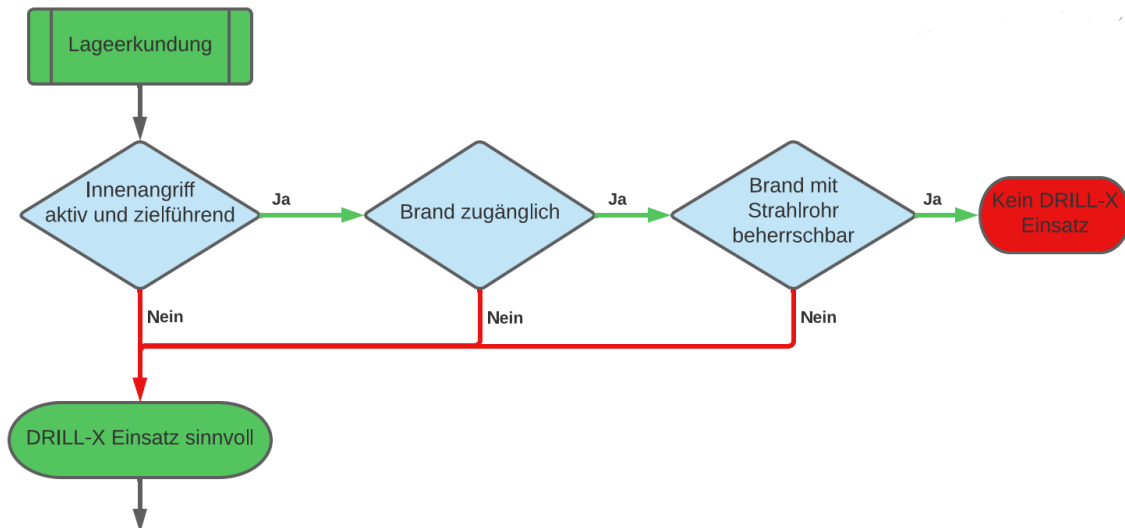 Lageerkundung
Innenangriff
aktiv und zielführend
Ja
Brand zugänglich
Ja
Brand mit
Strahlrohr
beherrschbar
Ja
Kein DRILL-X
Einsatz
Nein
Nein
Nein
DRILL-X Einsatz sinnvoll